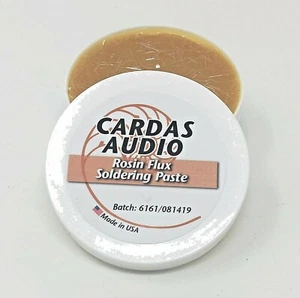 CARDAS
AUDIO
Rosin Flux
Soldering Paste
Batch: 6161/081419
Made in USA